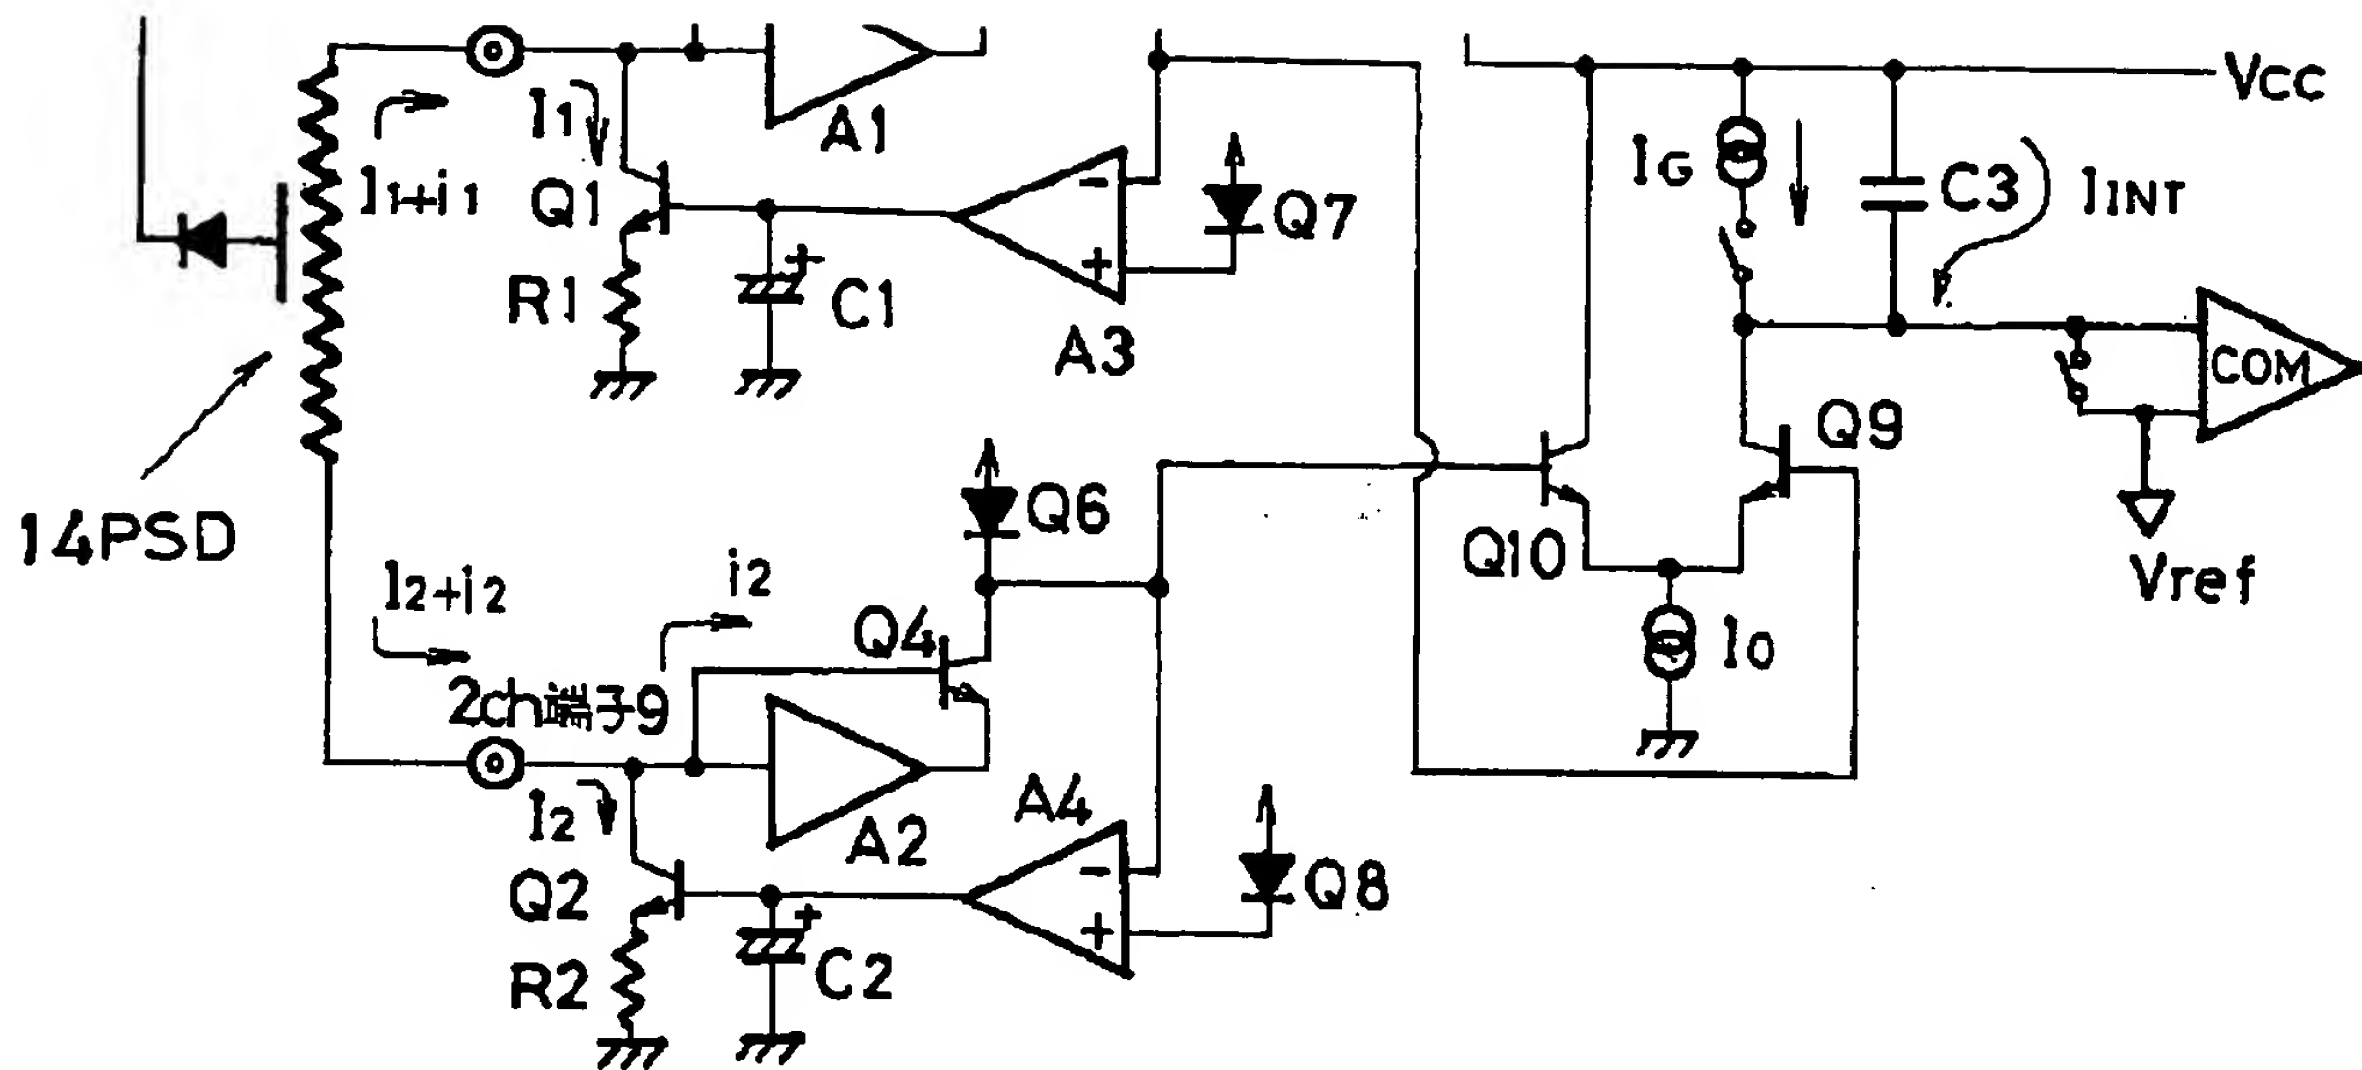 VCC
A1
I1
I1+i1
Q1
IG
C3
IINT
Q7
R1
C1
A3
COM
Q9
14PSD
Q6
Q10
Vref
I2+i2
i2
Q4
I0
2ch端子9
I2
A2
A4
Q2
Q8
R2
C2
- +
- +
+
+